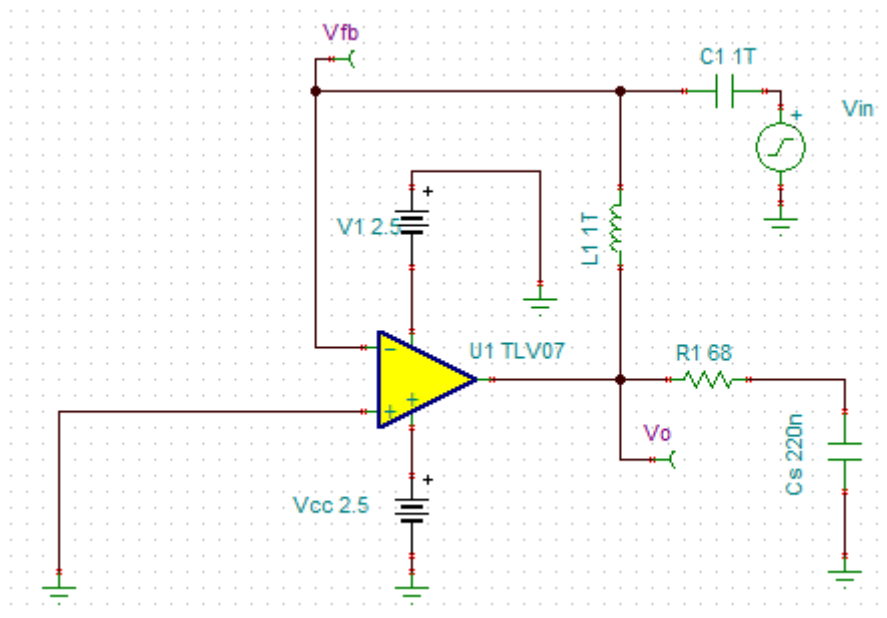 Vfb
C1 1T
+
Vin
+
V1 2.5
L1 1T
−
U1 TLV07
R1 68
+
+
Vo
Cs 220n
+
Vcc 2.5